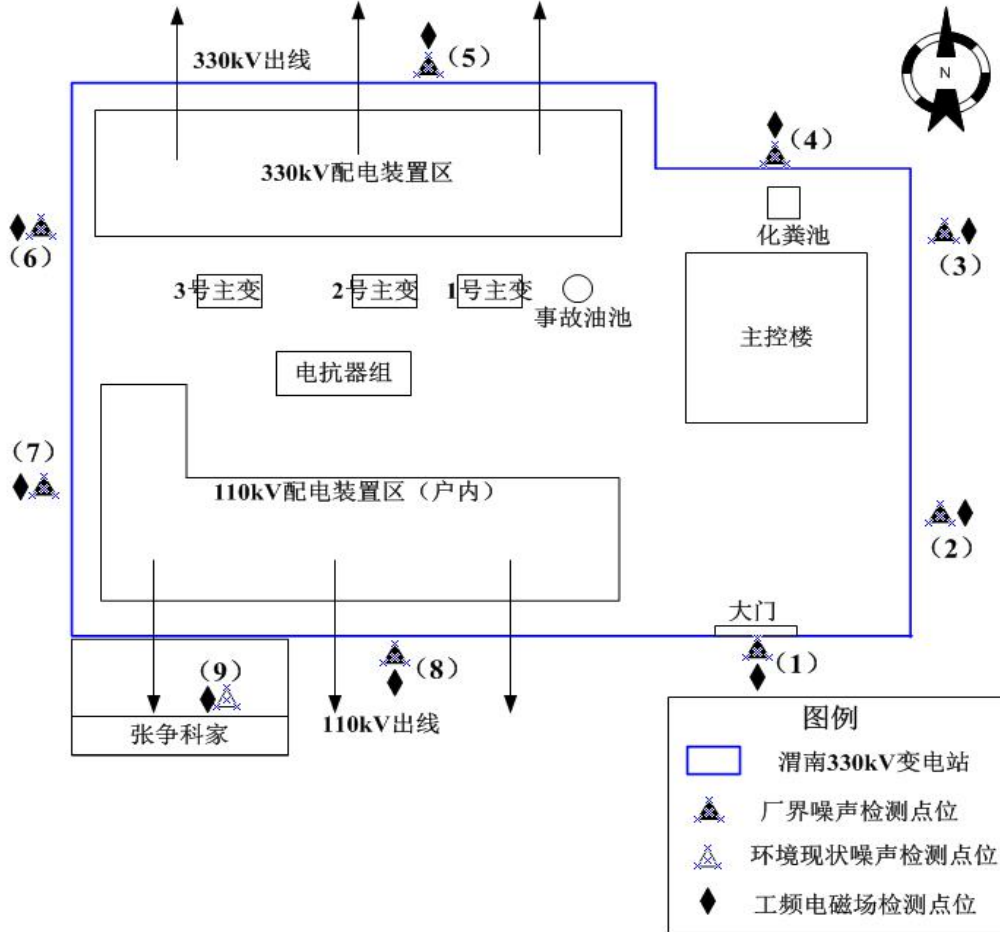 330kV出线
（5）
N
（4）
330kV配电装置区
化粪池
（6）
（3）
3号主变
2号主变
1号主变
事故油池
主控楼
电抗器组
（7）
110kV配电装置区（户内）
（2）
大门
（9）
（8）
（1）
张争科家
110kV出线
图例
渭南330kV变电站
厂界噪声检测点位
环境现状噪声检测点位
工频电磁场检测点位